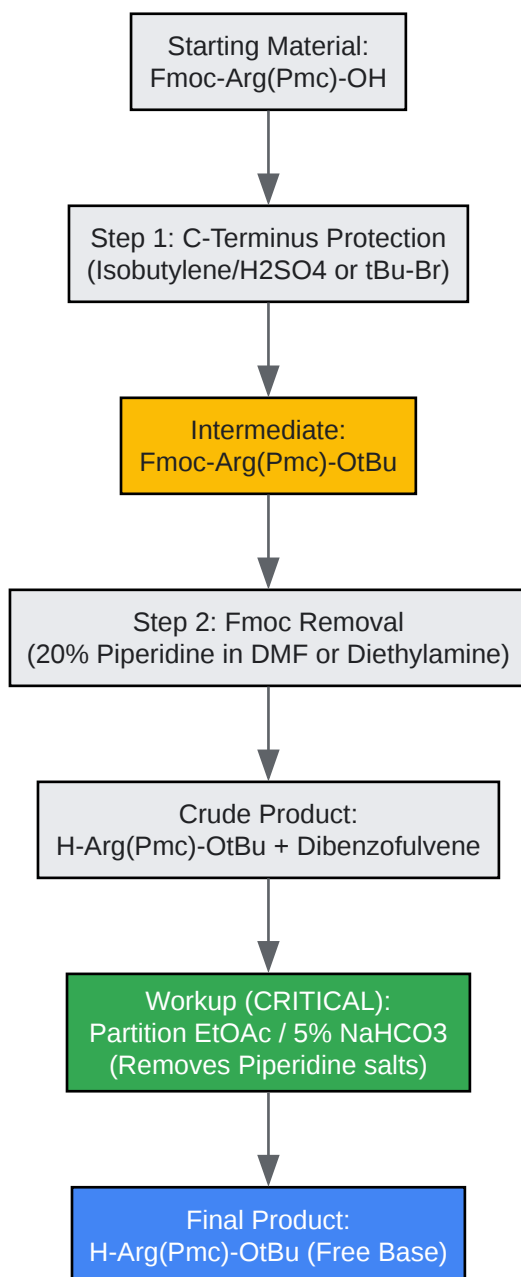 Starting Material:
Fmoc-Arg(Pmc)-OH
Step 1: C-Terminus Protection
(Isobutylene/H2SO4 or tBu-Br)
Intermediate:
Fmoc-Arg(Pmc)-OtBu
Step 2: Fmoc Removal
(20% Piperidine in DMF or Diethylamine)
Crude Product:
H-Arg(Pmc)-OtBu + Dibenzofulvene
Workup (CRITICAL):
Partition EtOAc / 5% NaHCO3
(Removes Piperidine salts)
Final Product:
H-Arg(Pmc)-OtBu (Free Base)